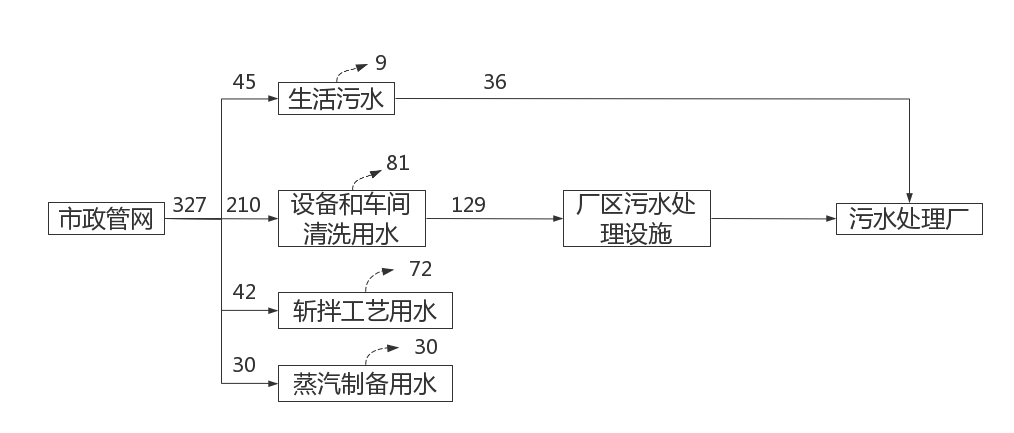 9
45
36
生活污水
81
市政管网
327
210
设备和车间
清洗用水
129
厂区污水处
理设施
污水处理厂
72
42
斩拌工艺用水
30
30
蒸汽制备用水